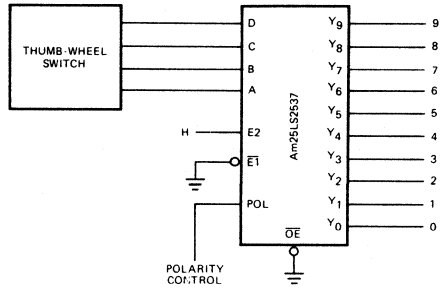 THUMB-WHEEL
SWITCH
D
C
B
A
H
E2
E1
POL
Am25LS2537
OE
Y9
Y8
Y7
Y6
Y5
Y4
Y3
Y2
Y1
Y0
9
8
7
6
5
4
3
2
1
0
POLARITY
CONTROL